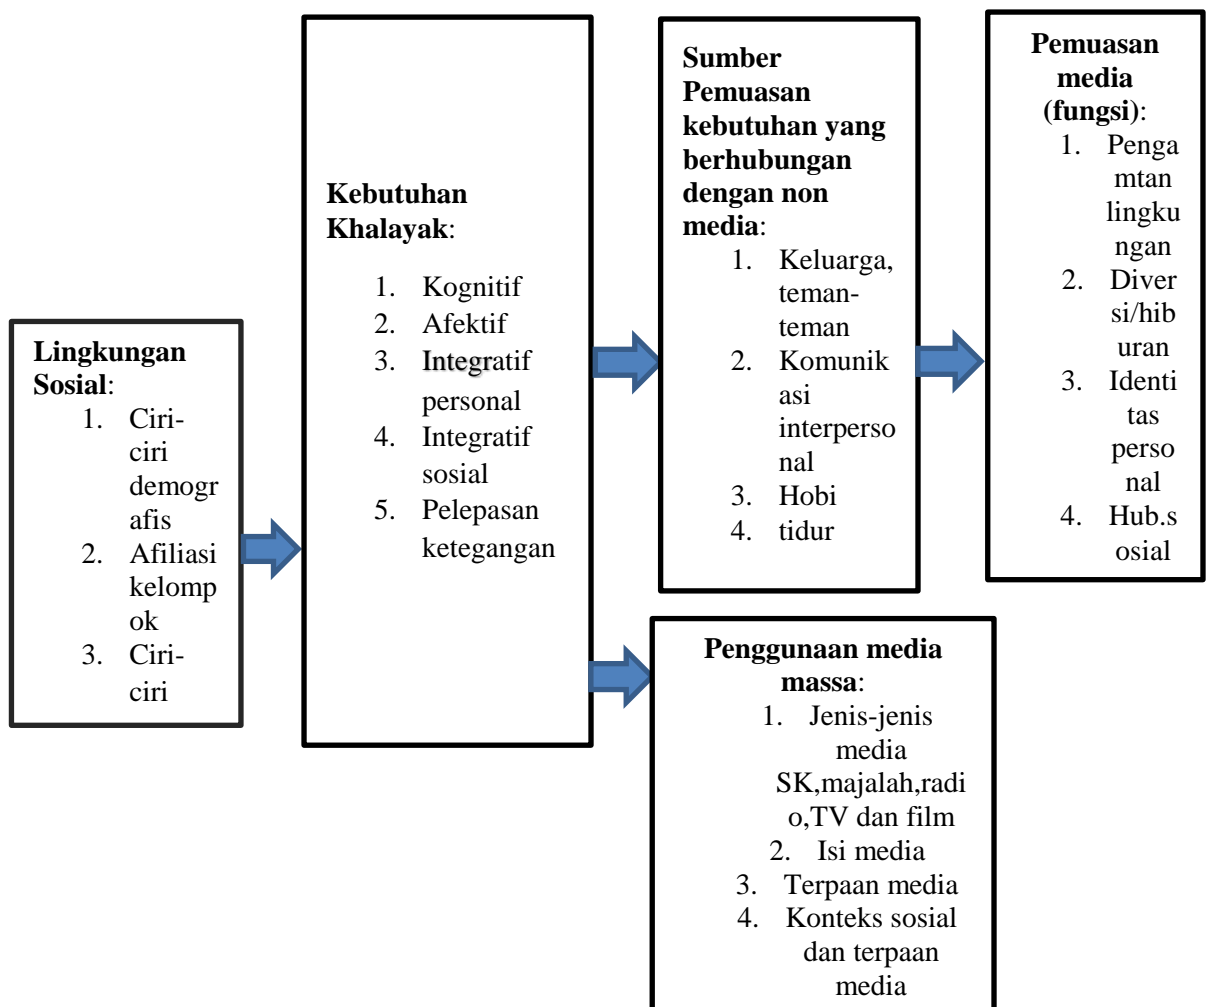 Lingkungan
Sosial:
1. Ciri-
ciri
demogr
afis
2. Afiliasi
kelomp
ok
3. Ciri-
ciri
Kebutuhan
Khalayak:
1. Kognitif
2. Afektif
3. Integratif
personal
4. Integratif
sosial
5. Pelepasan
ketegangan
Sumber
Pemuasan
kebutuhan yang
berhubungan
dengan non
media:
1. Keluarga,
teman-
teman
2. Komunik
asi
interperso
nal
3. Hobi
4. tidur
Pemuasan
media
(fungsi):
1. Penga
mtan
lingku
ngan
2. Diver
si/hib
uran
3. Identi
tas
perso
nal
4. Hub.s
osial
Penggunaan media
massa:
1. Jenis-jenis
media
SK,majalah,radi
o,TV dan film
2. Isi media
3. Terpaan media
4. Konteks sosial
dan terpaan
media